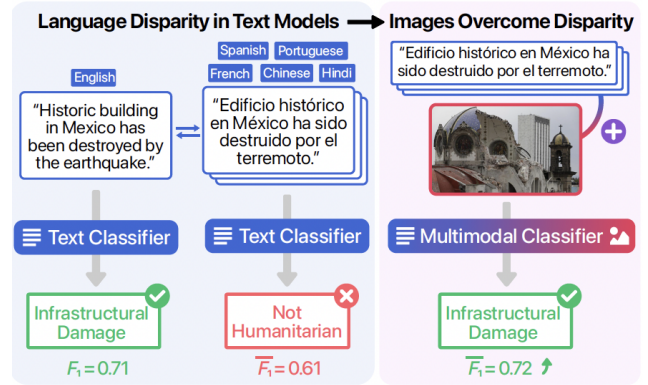 Language Disparity in Text Models
Images Overcome Disparity
English
Spanish Portuguese
French Chinese Hindi
“Historic building
in Mexico has
been destroyed by
the earthquake.”
“Edificio histórico
en México ha sido
destruido por el
terremoto.”
“Edificio histórico en México ha
sido destruido por el terremoto.”
Text Classifier
Text Classifier
Multimodal Classifier
Infrastructural
Damage
Not
Humanitarian
Infrastructural
Damage
F₁ = 0.71
F̅₁ = 0.61
F̅₁ = 0.72